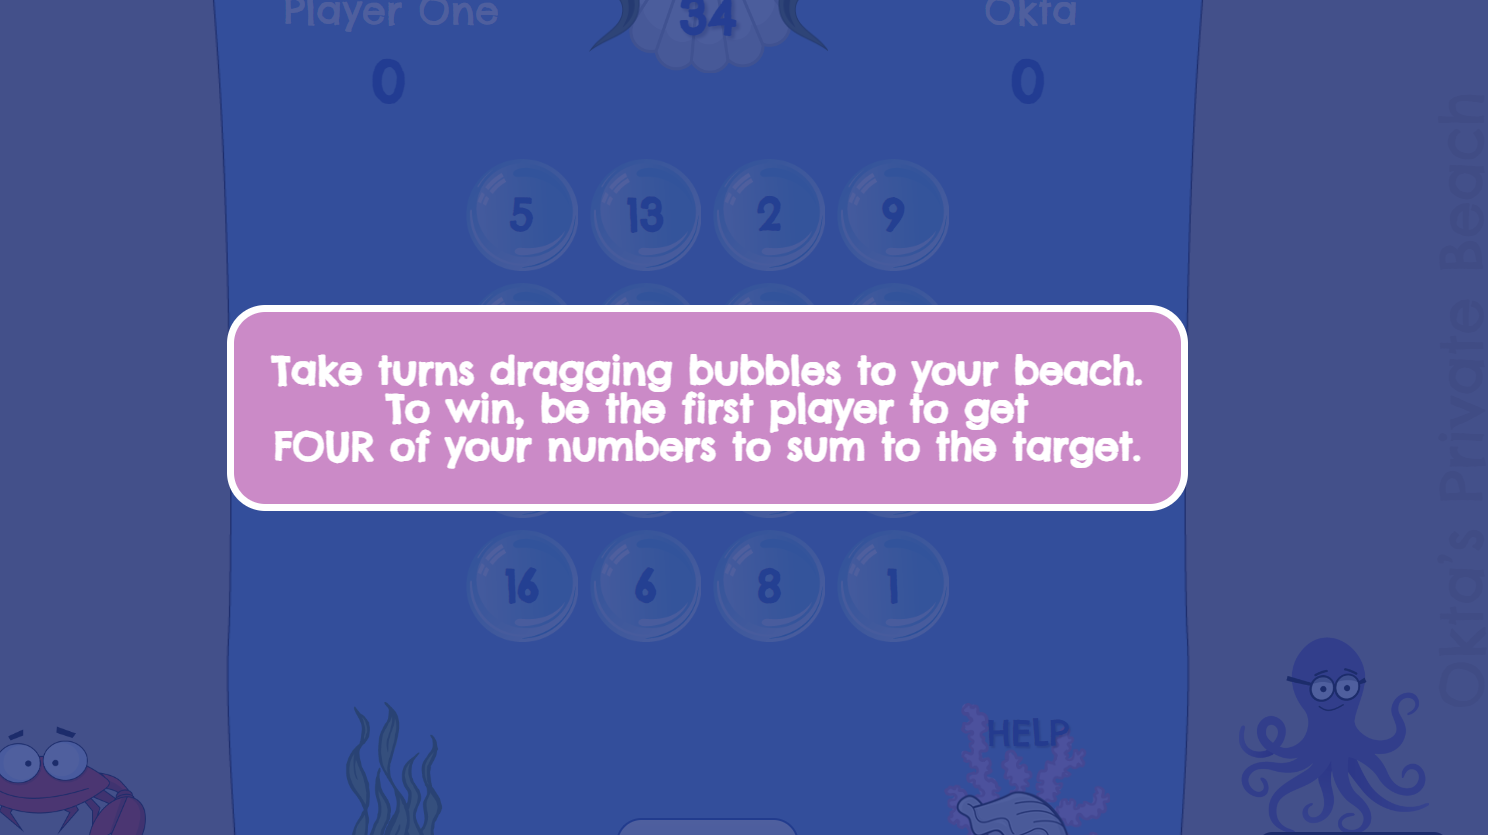 Player One
34
Okta
0
0
5 13 2 9
Take turns dragging bubbles to your beach.
To win, be the first player to get
FOUR of your numbers to sum to the target.
16 6 8 1
HELP
Okta's Private Beach